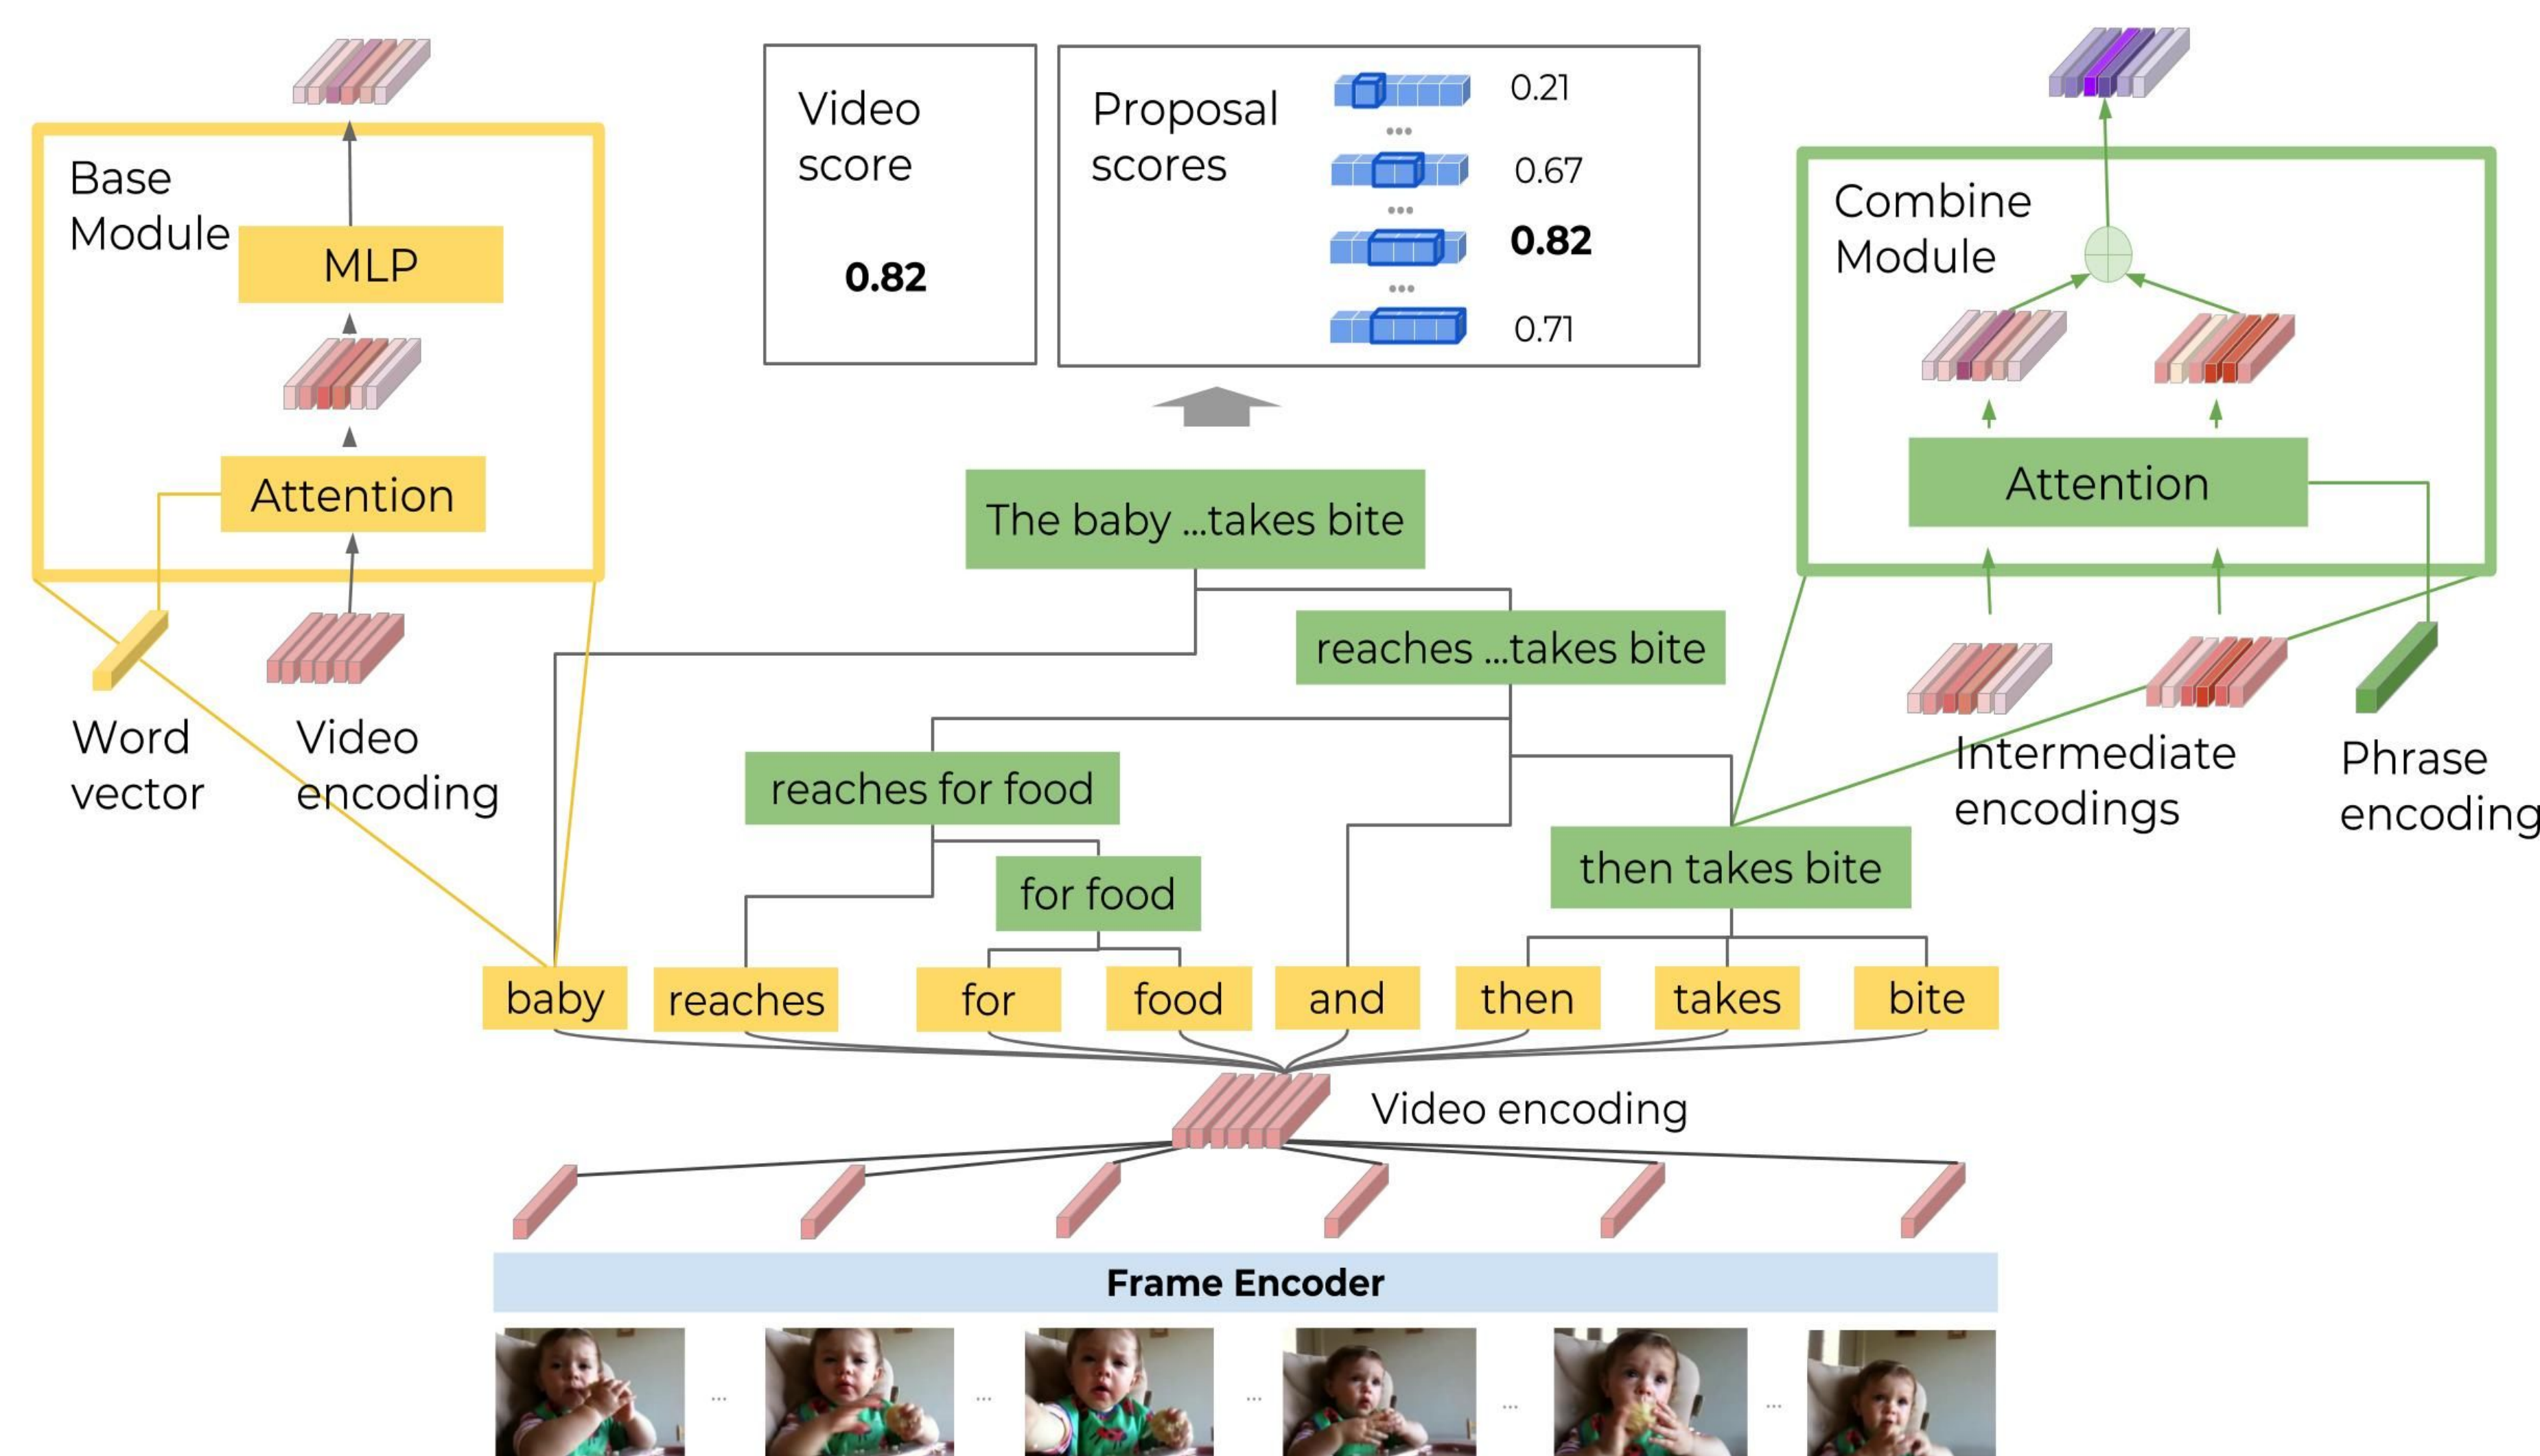 Base
Module
MLP
Attention
Word
vector
Video
encoding
Video
score
0.82
Proposal
scores
0.21
...
0.67
...
0.82
...
0.71
Combine
Module
Attention
Intermediate
encodings
Phrase
encoding
The baby ...takes bite
reaches ...takes bite
reaches for food
for food
then takes bite
baby
reaches
for
food
and
then
takes
bite
Video encoding
Frame Encoder
... ... ... ... ...